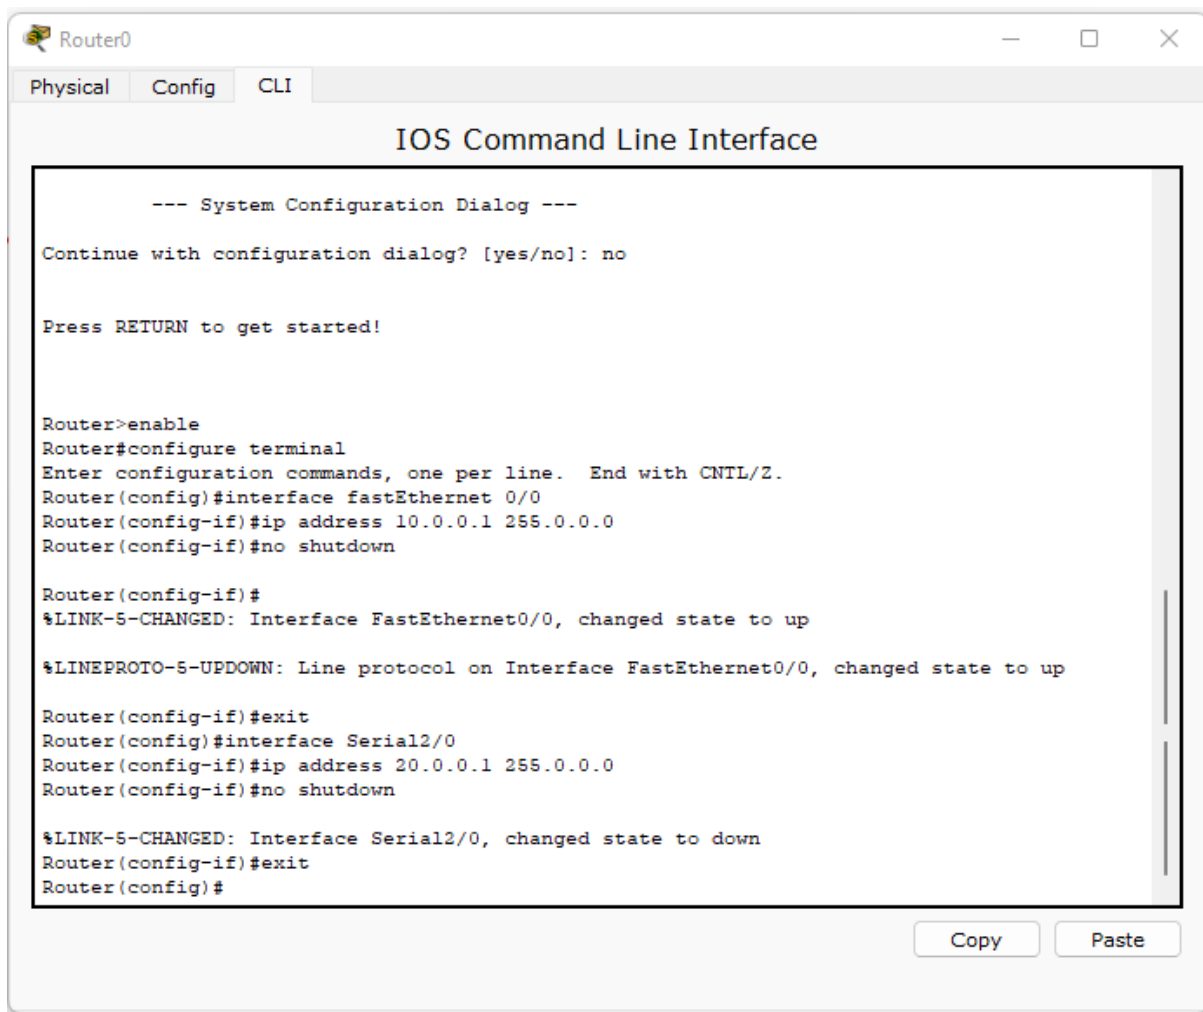 Router0
Physical Config CLI
IOS Command Line Interface
--- System Configuration Dialog ---
Continue with configuration dialog? [yes/no]: no
Press RETURN to get started!
Router>enable
Router#configure terminal
Enter configuration commands, one per line.  End with CNTL/Z.
Router(config)#interface fastEthernet 0/0
Router(config-if)#ip address 10.0.0.1 255.0.0.0
Router(config-if)#no shutdown
Router(config-if)#
%LINK-5-CHANGED: Interface FastEthernet0/0, changed state to up
%LINEPROTO-5-UPDOWN: Line protocol on Interface FastEthernet0/0, changed state to up
Router(config-if)#exit
Router(config)#interface Serial2/0
Router(config-if)#ip address 20.0.0.1 255.0.0.0
Router(config-if)#no shutdown
%LINK-5-CHANGED: Interface Serial2/0, changed state to down
Router(config-if)#exit
Router(config)#
Copy Paste